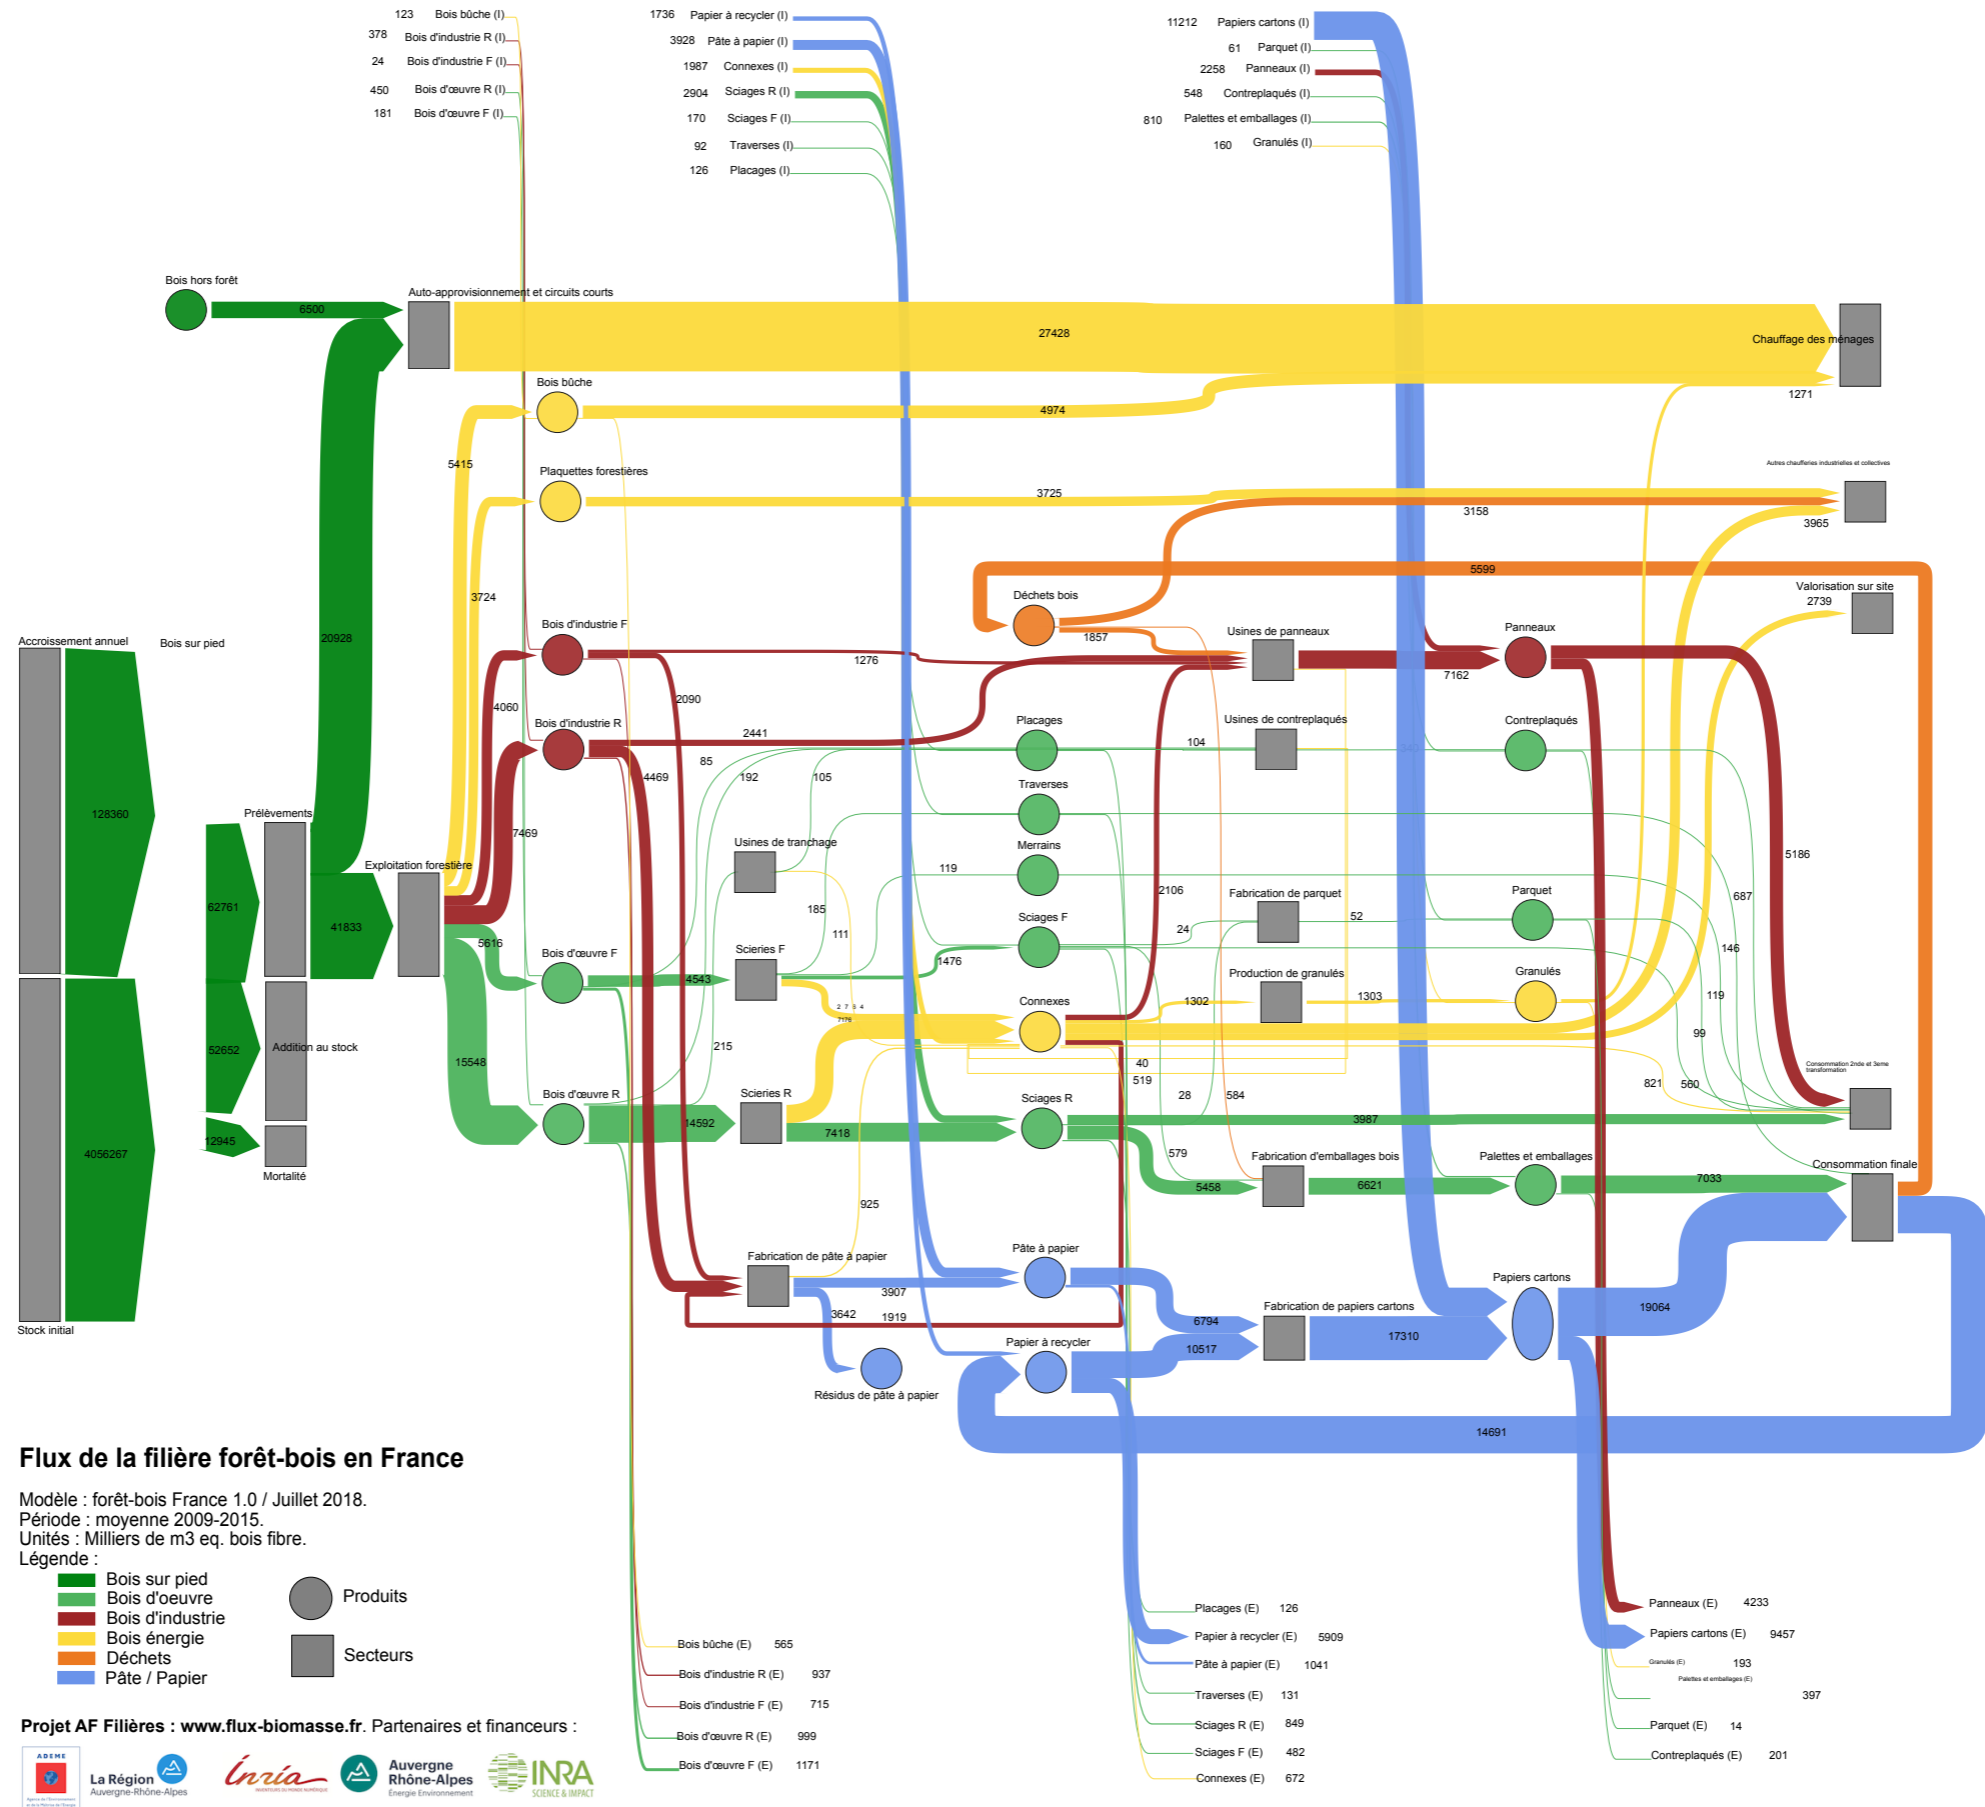 123 Bois bûche (I)
378 Bois d'industrie R (I)
24 Bois d'industrie F (I)
450 Bois d'œuvre R (I)
181 Bois d'œuvre F (I)
1736 Papier à recycler (I)
3928 Pâte à papier (I)
1987 Connexes (I)
2904 Sciages R (I)
170 Sciages F (I)
92 Traverses (I)
126 Placages (I)
11212 Papiers cartons (I)
61 Parquet (I)
2258 Panneaux (I)
548 Contreplaqués (I)
810 Palettes et emballages (I)
160 Granulés (I)
Bois hors forêt
6500
Auto-approvisionnement et circuits courts
27428
Chauffage des ménages
1271
Bois bûche
4974
5415
Plaquettes forestières
3725
3724
Autres chaufferies industrielles et collectives
3158
3965
5599
Déchets bois
1857
Valorisation sur site
2739
Accroissement annuel
Bois sur pied
20928
128360
Bois d'industrie F
1276
2090
4060
Usines de panneaux
7162
Panneaux
Bois d'industrie R
2441
4469
7469
85
192
105
Placages
Usines de contreplaqués
104
340
Contreplaqués
Traverses
Merrains
119
185
111
Prélèvements
62761
41833
Exploitation forestière
Usines de tranchage
5186
687
146
119
99
2106
Fabrication de parquet
24
52
Parquet
Sciages F
1476
5616
Bois d'œuvre F
4543
Scieries F
2 7 5 4
7176
Connexes
Production de granulés
1302
1303
Granulés
52652
Addition au stock
12945
Mortalité
4056267
Stock initial
15548
215
Bois d'œuvre R
14592
Scieries R
7418
Sciages R
40
519
28
584
3987
821
560
Consommation 2nde et 3eme
transformation
579
5458
Fabrication d'emballages bois
6621
Palettes et emballages
7033
Consommation finale
925
Fabrication de pâte à papier
3907
3642
1919
Résidus de pâte à papier
Pâte à papier
6794
Fabrication de papiers cartons
17310
Papiers cartons
19064
Papier à recycler
10517
14691
Flux de la filière forêt-bois en France
Modèle : forêt-bois France 1.0 / Juillet 2018.
Période : moyenne 2009-2015.
Unités : Milliers de m3 eq. bois fibre.
Légende :
Bois sur pied
Bois d'oeuvre
Bois d'industrie
Bois énergie
Déchets
Pâte / Papier
Produits
Secteurs
Bois bûche (E) 565
Bois d'industrie R (E) 937
Bois d'industrie F (E) 715
Bois d'œuvre R (E) 999
Bois d'œuvre F (E) 1171
Placages (E) 126
Papier à recycler (E) 5909
Pâte à papier (E) 1041
Traverses (E) 131
Sciages R (E) 849
Sciages F (E) 482
Connexes (E) 672
Panneaux (E) 4233
Papiers cartons (E) 9457
Granulés (E) 193
Palettes et emballages (E)
397
Parquet (E) 14
Contreplaqués (E) 201
Projet AF Filières : www.flux-biomasse.fr. Partenaires et financeurs :
ADEME
La Région
Auvergne-Rhône-Alpes
Inria
Auvergne
Rhône-Alpes
Énergie Environnement
INRA
SCIENCE & IMPACT